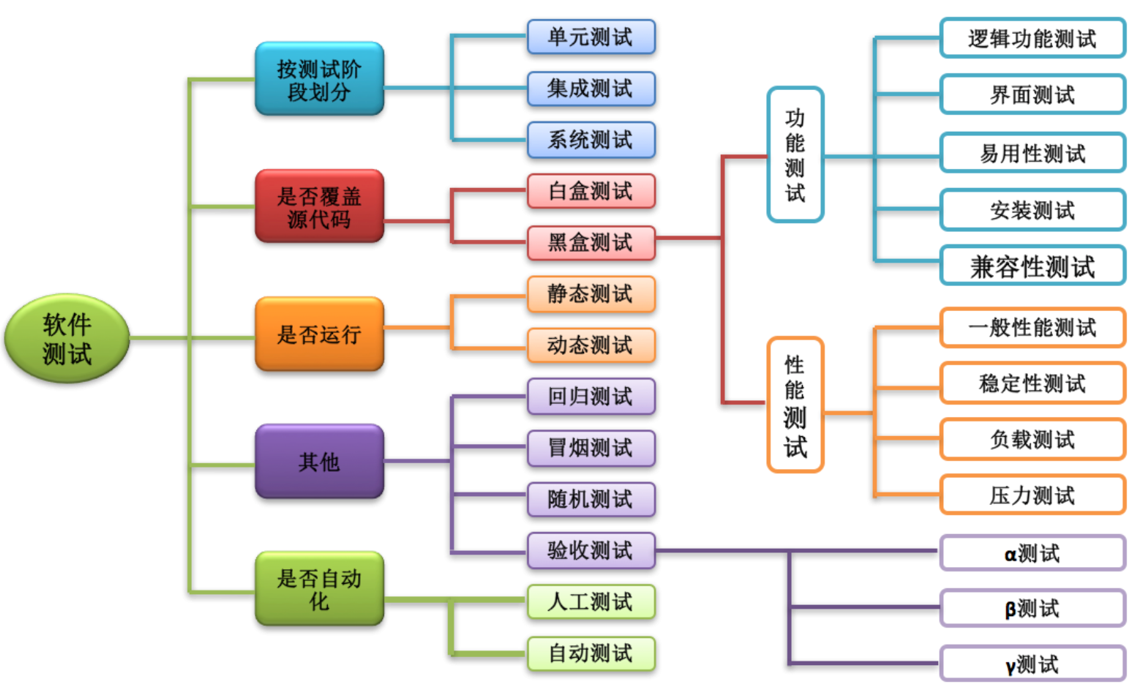 软件
测试
按测试阶
段划分
单元测试
集成测试
系统测试
是否覆盖
源代码
白盒测试
黑盒测试
功
能
测
试
逻辑功能测试
界面测试
易用性测试
安装测试
兼容性测试
性
能
测
试
一般性能测试
稳定性测试
负载测试
压力测试
是否运行
静态测试
动态测试
其他
回归测试
冒烟测试
随机测试
验收测试
α测试
β测试
γ测试
是否自动
化
人工测试
自动测试